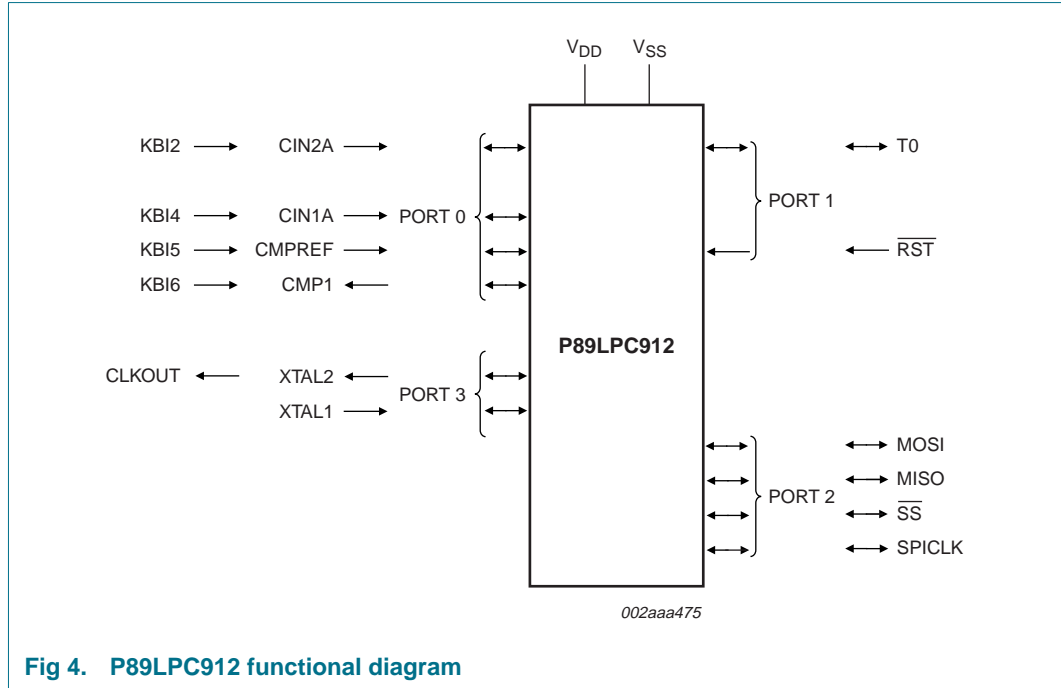 VDD VSS
KBI2 CIN2A T0
KBI4 CIN1A PORT 0 PORT 1
KBI5 CMPREF RST
KBI6 CMP1
P89LPC912
CLKOUT XTAL2 PORT 3
XTAL1
MOSI
MISO
PORT 2
SS
SPICLK
002aaa475
Fig 4. P89LPC912 functional diagram